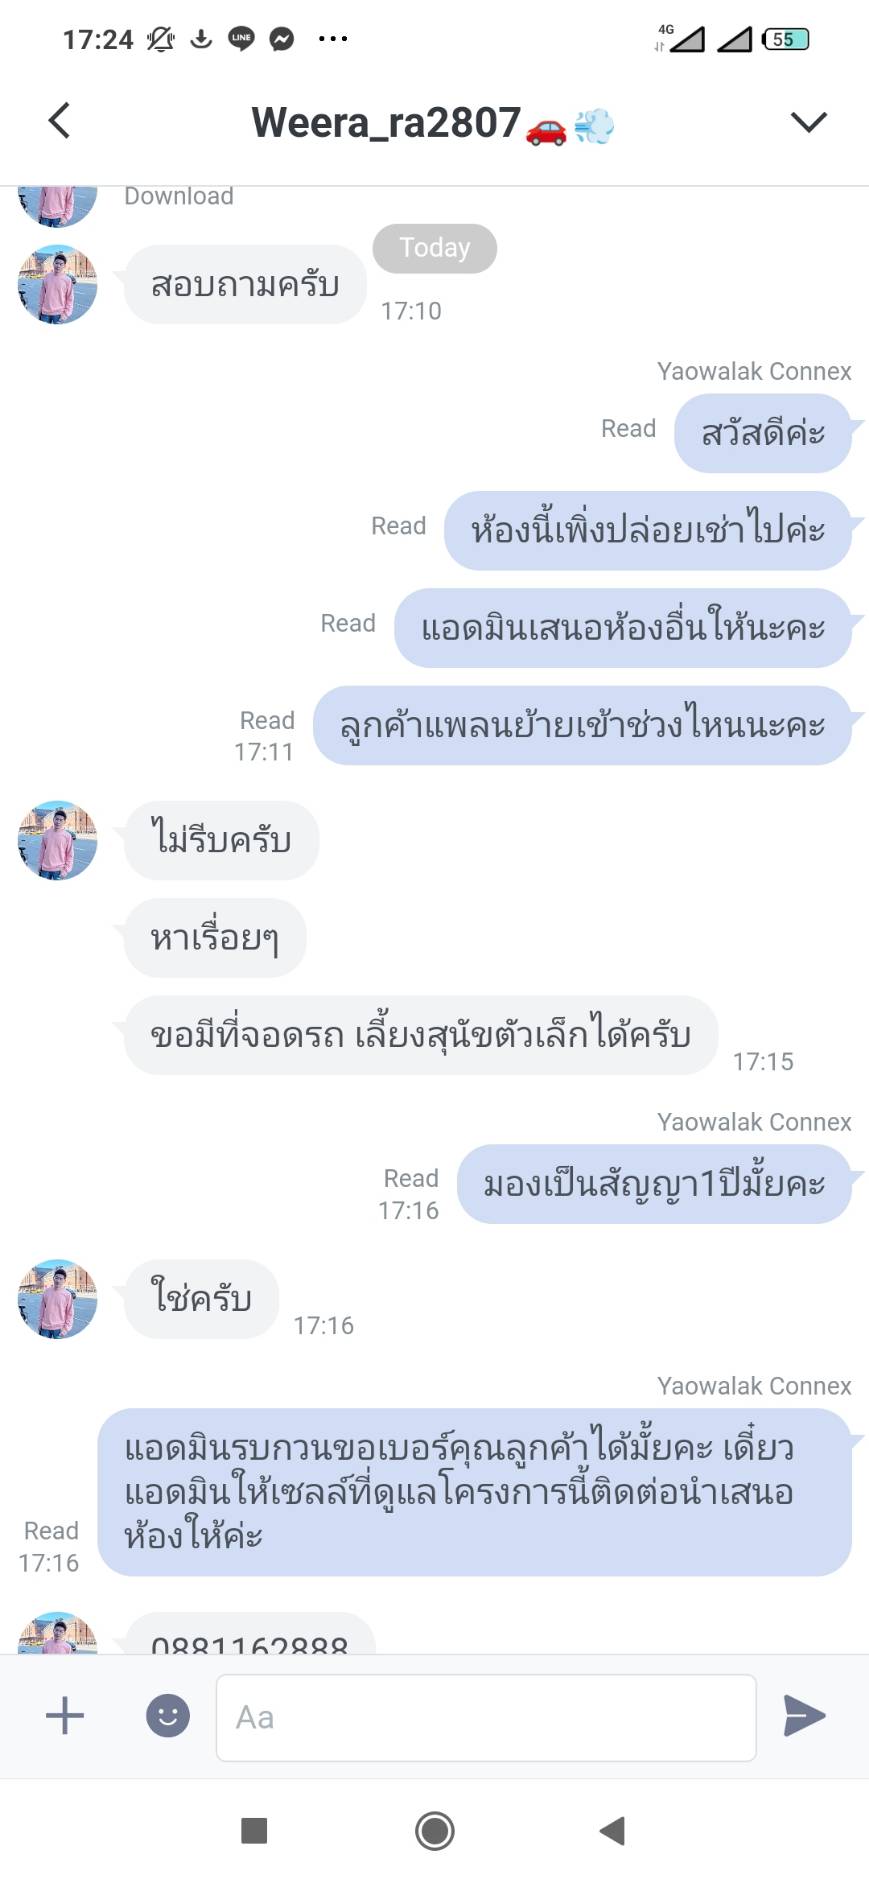 17:24
LINE
4G
55
Weera_ra2807🚗💨
Download
Today
สอบถามครับ
17:10
Yaowalak Connex
Read
สวัสดีค่ะ
Read
ห้องนี้เพิ่งปล่อยเช่าไปค่ะ
Read
แอดมินเสนอห้องอื่นให้นะคะ
Read
17:11
ลูกค้าแพลนย้ายเข้าช่วงไหนนะคะ
ไม่รีบครับ
หาเรื่อยๆ
ขอมีที่จอดรถ เลี้ยงสุนัขตัวเล็กได้ครับ
17:15
Yaowalak Connex
Read
17:16
มองเป็นสัญญา1ปีมั้ยคะ
ใช่ครับ
17:16
Yaowalak Connex
แอดมินรบกวนขอเบอร์คุณลูกค้าได้มั้ยคะ เดี๋ยว
แอดมินให้เซลล์ที่ดูแลโครงการนี้ติดต่อนำเสนอ
ห้องให้ค่ะ
Read
17:16
0881162888
Aa